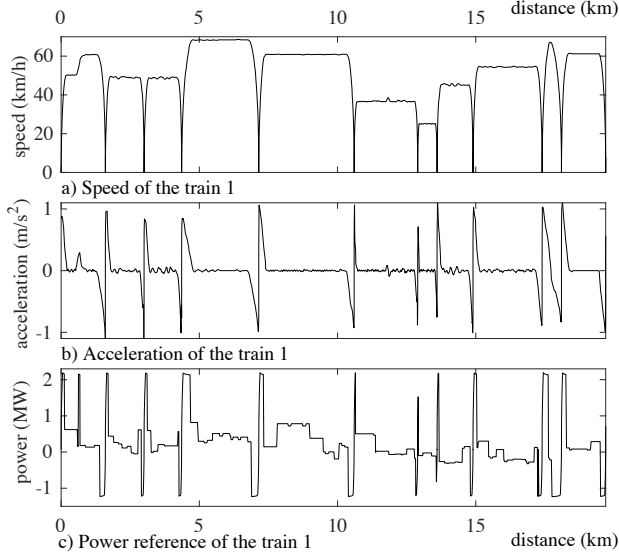 distance (km)
0 5 10 15
speed (km/h)
60
40
20
0
a) Speed of the train 1
acceleration (m/s²)
1
0
-1
b) Acceleration of the train 1
power (MW)
2
1
0
-1
0 5 10 15
c) Power reference of the train 1 distance (km)